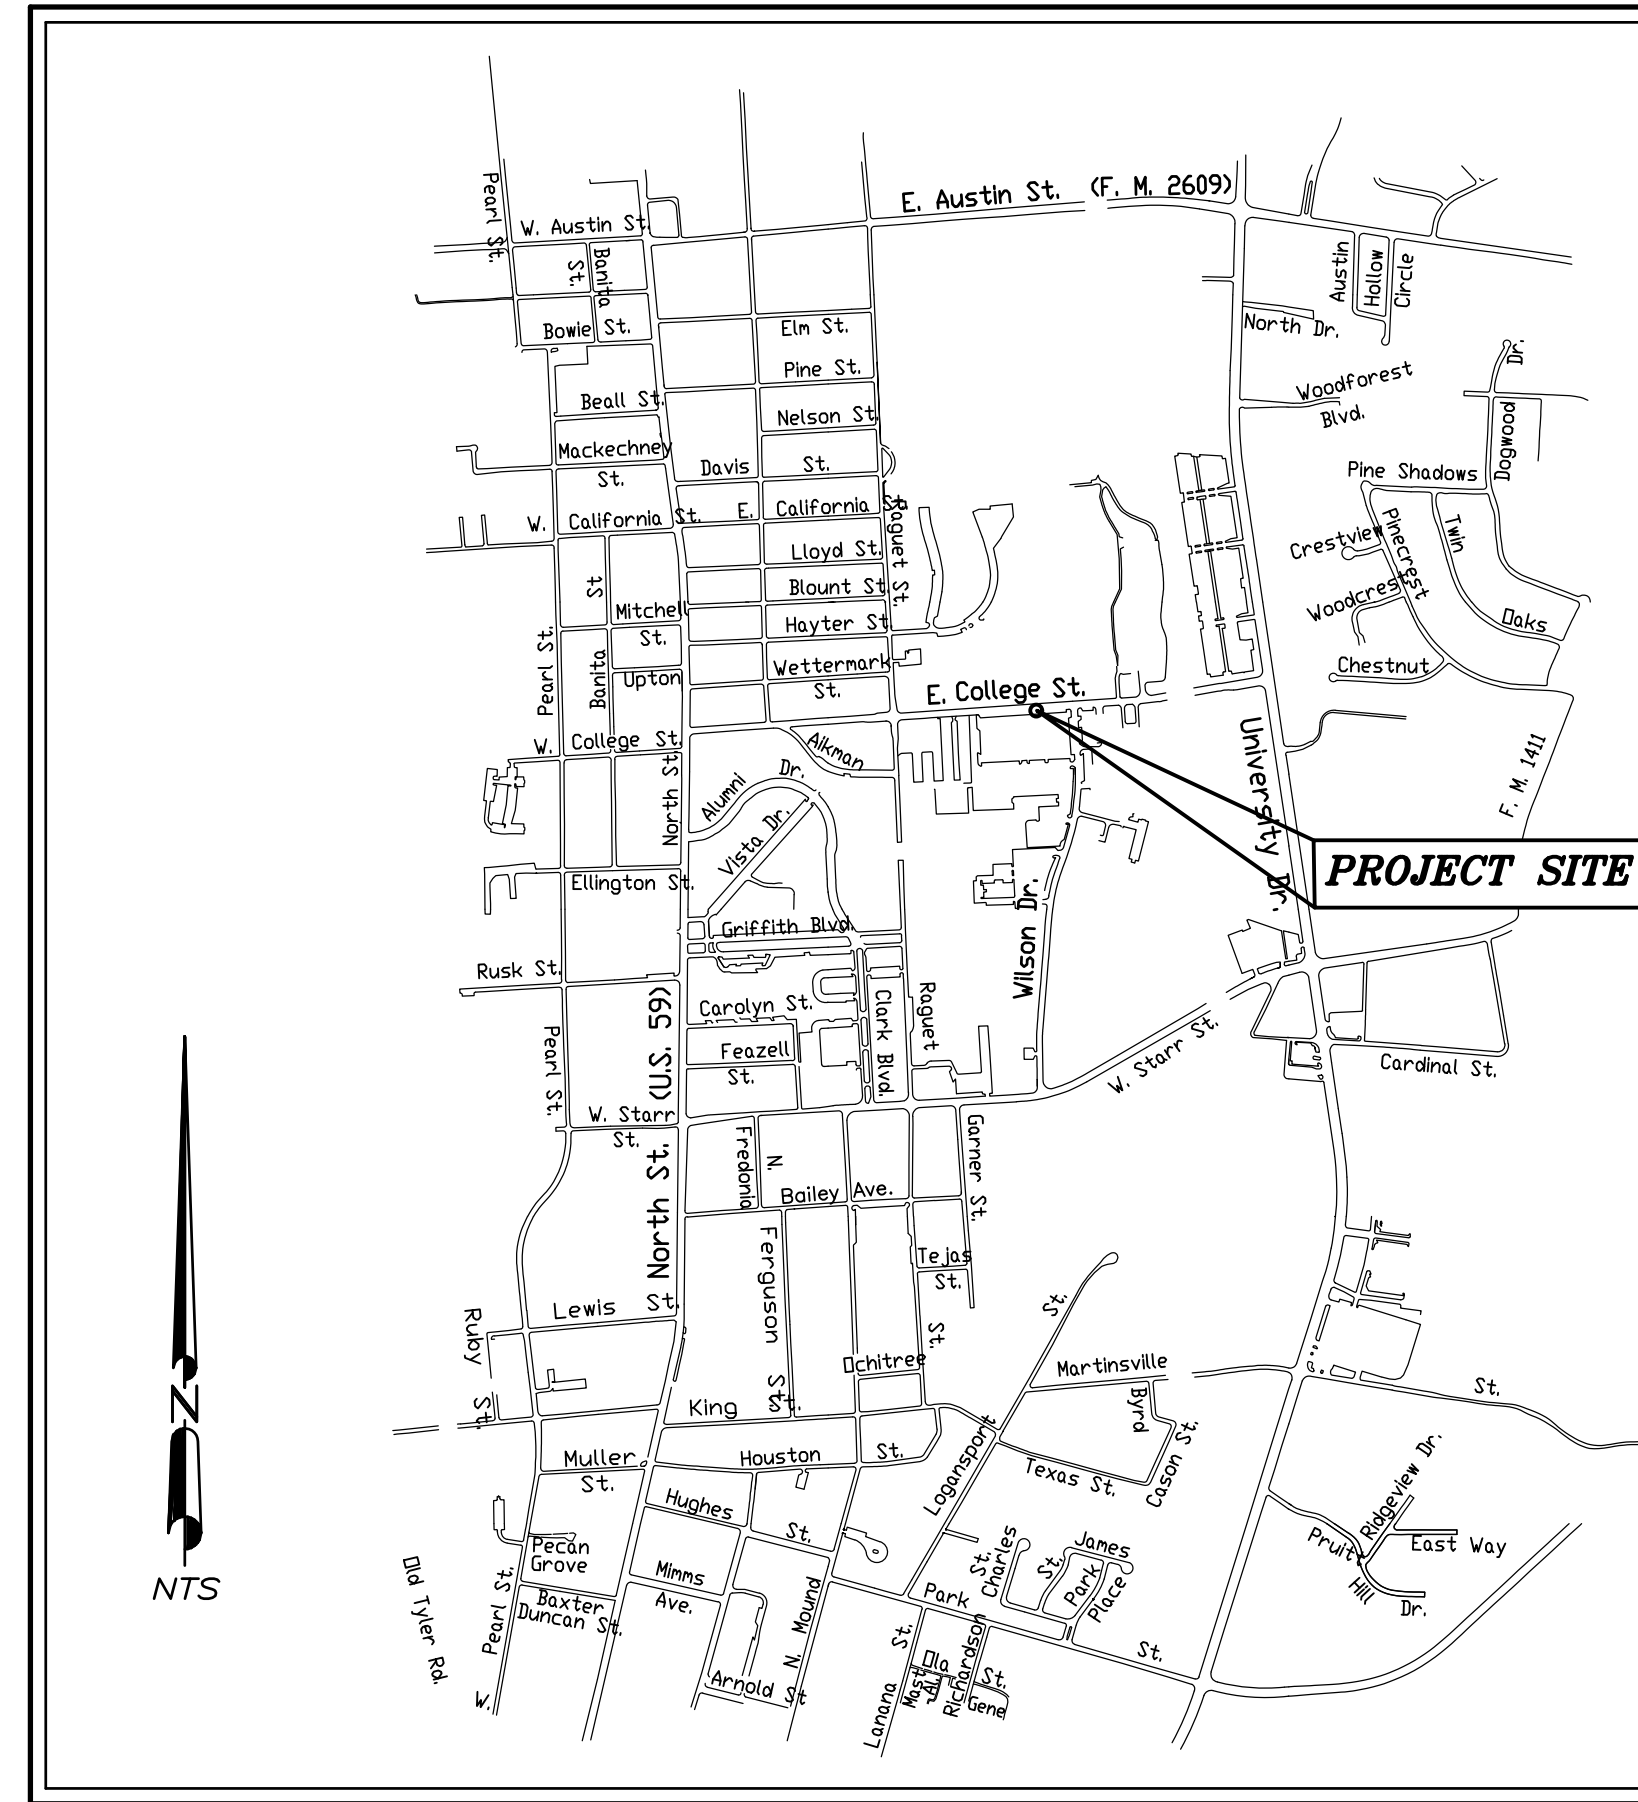 E. Austin St. (F. M. 2609)
Pearl St.
W. Austin St.
Banita St.
Austin Hollow Circle
Bowie St.
Elm St.
North Dr.
Pine St.
Woodforest Blvd.
Dogwood Dr.
Beall St.
Nelson St.
Mackechney St.
Davis St.
Pine Shadows
W. California St.
E. California St.
Raguet St.
Pinecrest
Twin Oaks
Crestview
Lloyd St.
Blount St.
Woodcrest
Banita St
Mitchell St.
Hayter St.
Wettermark St.
Chestnut
Pearl St.
Upton
E. College St.
University Dr.
F. M. 1411
W. College St.
Aikman
North St.
Alumni Dr.
Vista Dr.
PROJECT SITE
Ellington St.
Griffith Blvd.
Wilson Dr.
Rusk St.
North St. (U.S. 59)
Carolyn St.
Clark Blvd.
Raguet
Pearl St.
Feazell St.
W. Starr St.
Cardinal St.
W. Starr St.
N. Fredonia
Garner St.
Bailey Ave.
Ferguson St.
Tejas St.
Lewis St.
Ruby St.
Ochitree St.
Martinsville St.
Logansport St.
Byrd
King St.
Cason St.
Muller St.
Houston St.
Texas St.
Ridgeview Dr.
Hughes St.
Pruitt Hill Dr.
East Way
Pecan Grove
James
Charles St.
Park Place
St.
Old Tyler Rd.
Mimms Ave.
Park St.
Baxter Duncan St.
W. Pearl St.
N. Mound
Arnold St
Lanana St.
Ola St.
Mast Al.
Richardson
Gene
N
NTS